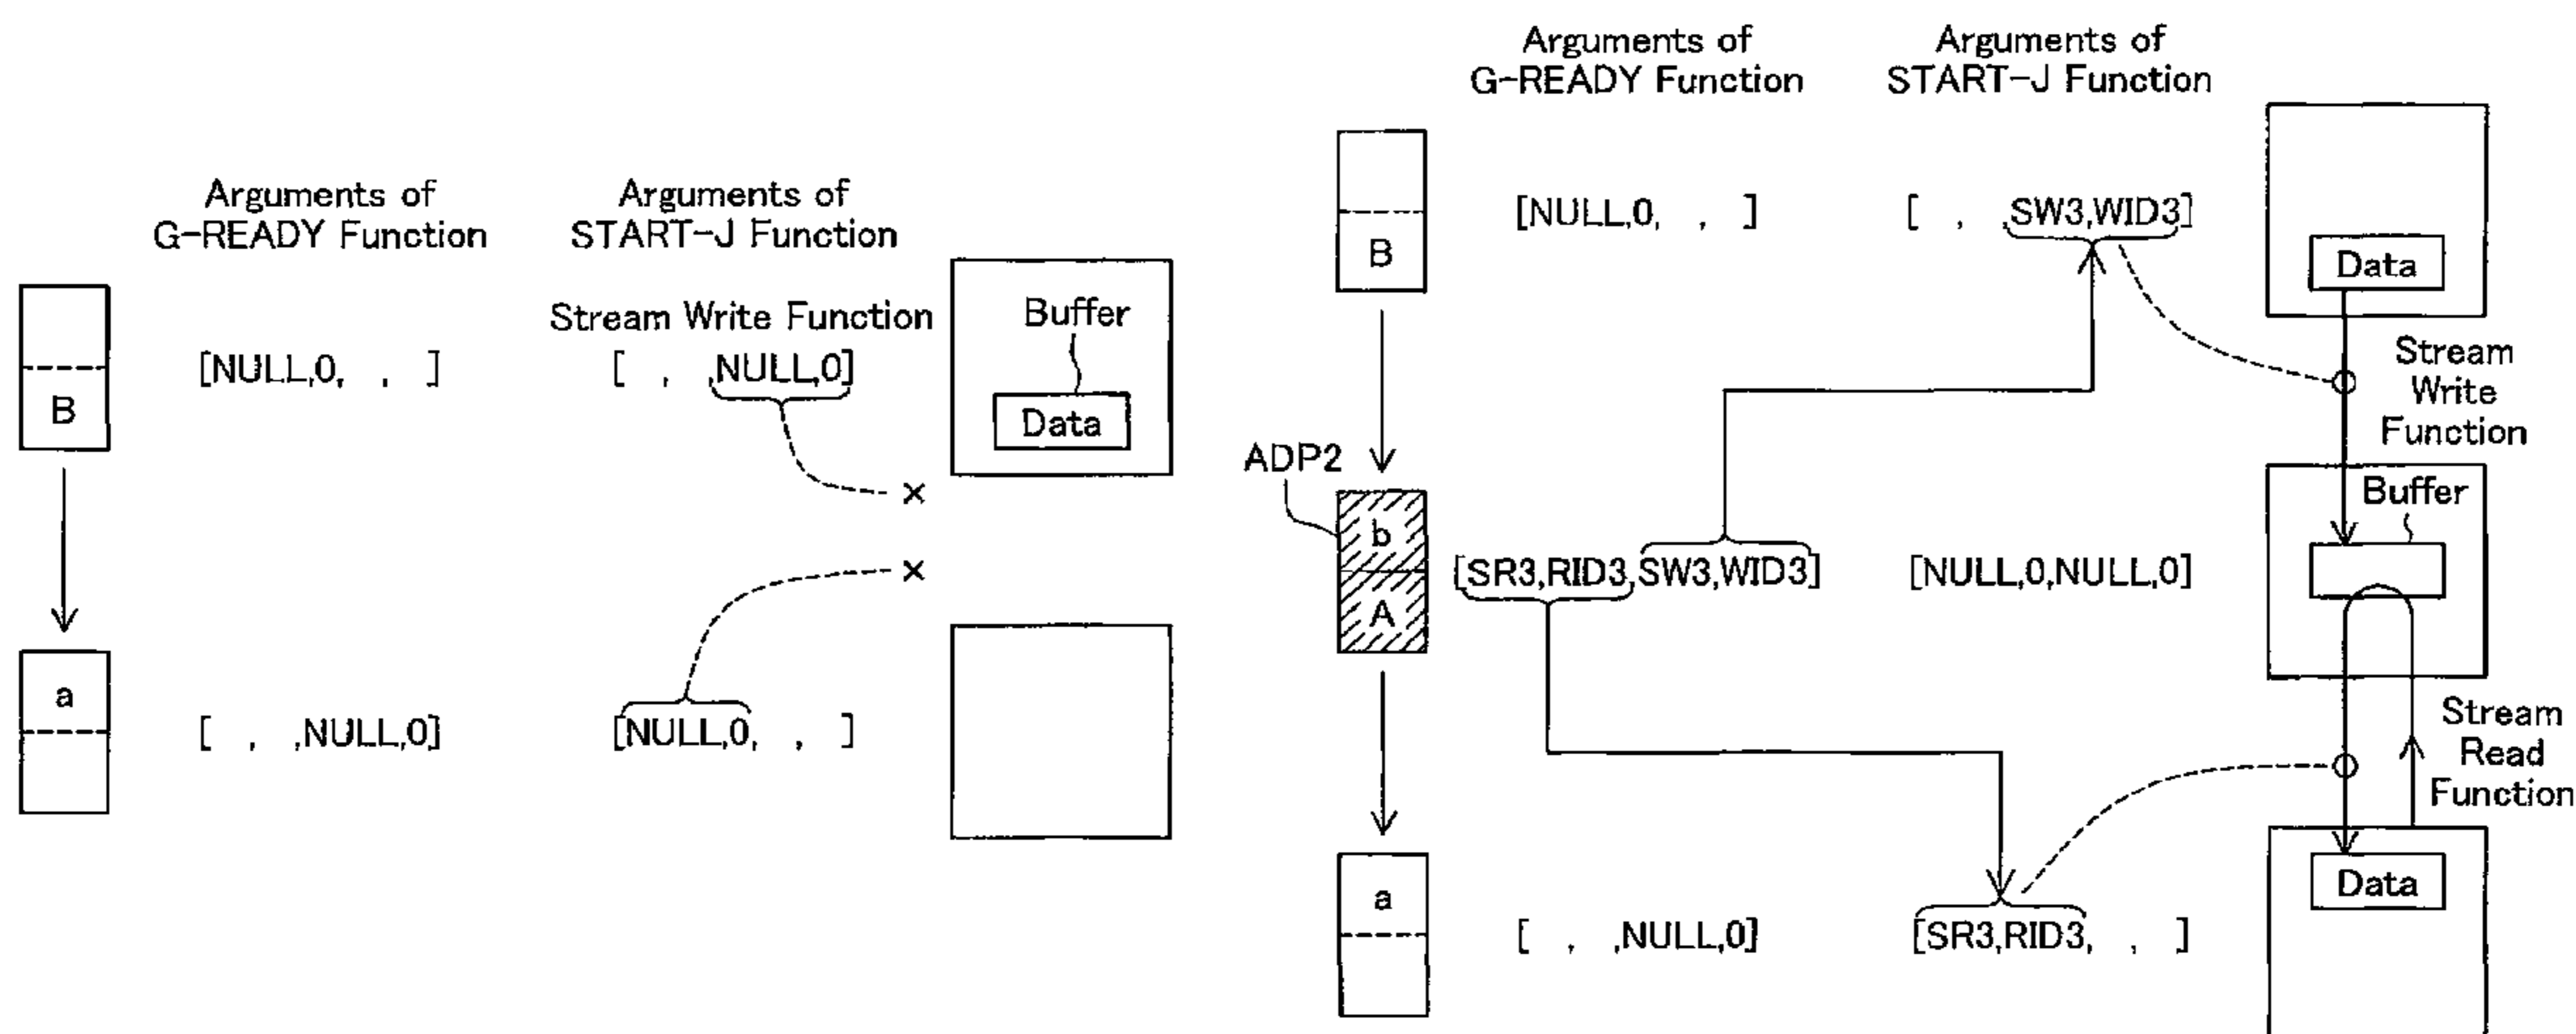 Arguments of
G-READY Function
Arguments of
START-J Function
Stream Write Function
Buffer
B
[NULL,0, , ]
[ , ,NULL,0]
Data
×
×
a
[ , ,NULL,0]
[NULL,0, , ]
Arguments of
G-READY Function
Arguments of
START-J Function
B
[NULL,0, , ]
[ , ,SW3,WID3]
Data
Stream
Write
Function
ADP2
b
A
[SR3,RID3,SW3,WID3]
[NULL,0,NULL,0]
Buffer
Stream
Read
Function
a
[ , ,NULL,0]
[SR3,RID3, , ]
Data